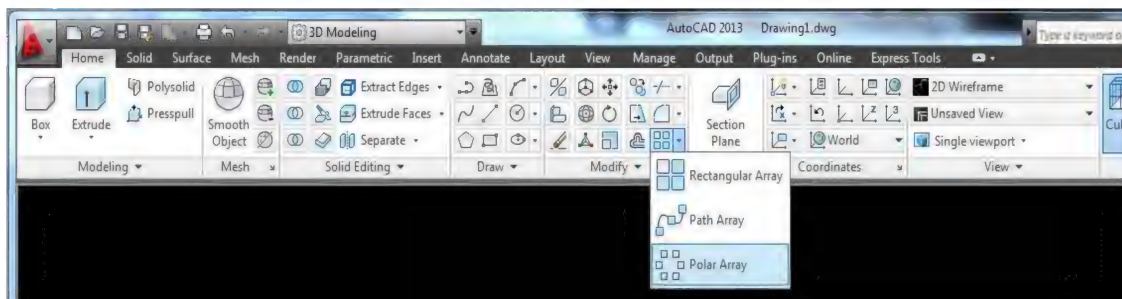 3D Modeling AutoCAD 2013 Drawing1.dwg
Home Solid Surface Mesh Render Parametric Insert Annotate Layout View Manage Output Plug-ins Online Express Tools
Polysolid Extract Edges 2D Wireframe
Presspull Extrude Faces Unsaved View
Box Extrude Smooth Object Section Plane
Separate World Single viewport
Modeling Mesh Solid Editing Draw Modify Coordinates View
Rectangular Array
Path Array
Polar Array